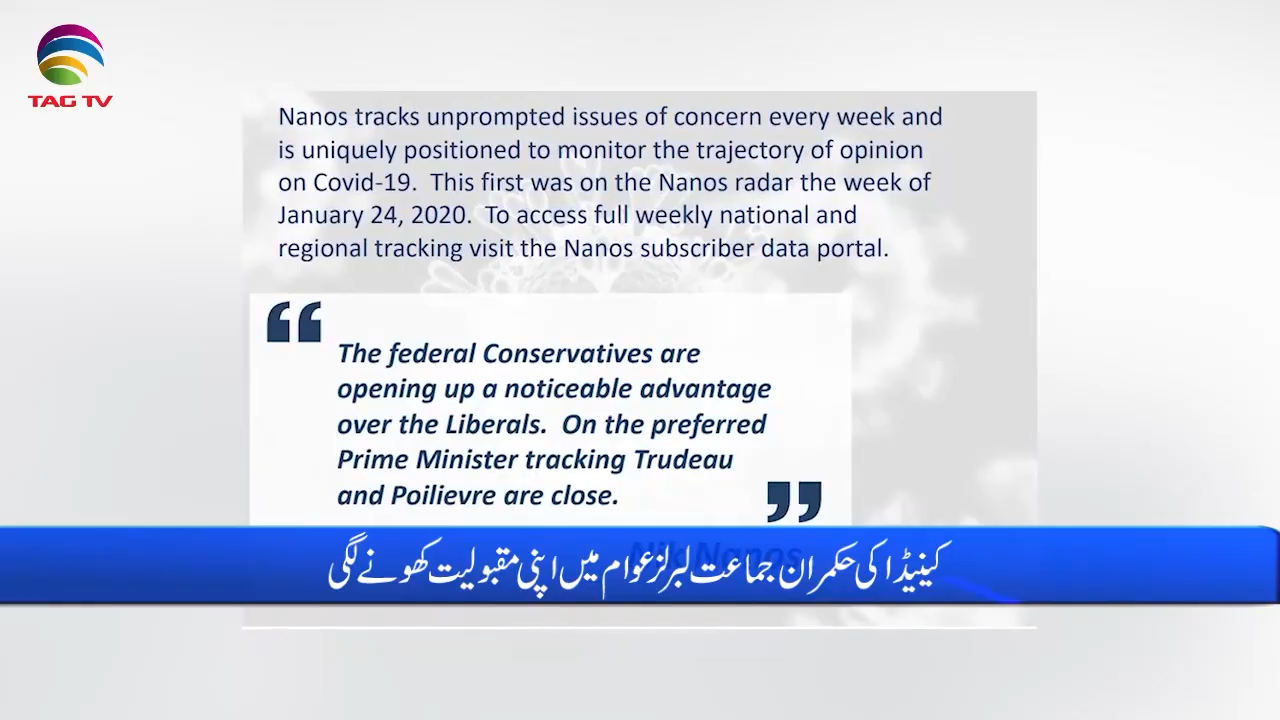 TAG TV
Nanos tracks unprompted issues of concern every week and
is uniquely positioned to monitor the trajectory of opinion
on Covid-19.  This first was on the Nanos radar the week of
January 24, 2020.  To access full weekly national and
regional tracking visit the Nanos subscriber data portal.
“
The federal Conservatives are
opening up a noticeable advantage
over the Liberals.  On the preferred
Prime Minister tracking Trudeau
and Poilievre are close.
”
Nik Nanos
کینیڈا کی حکمران جماعت لبرلز عوام میں اپنی مقبولیت کھونے لگی